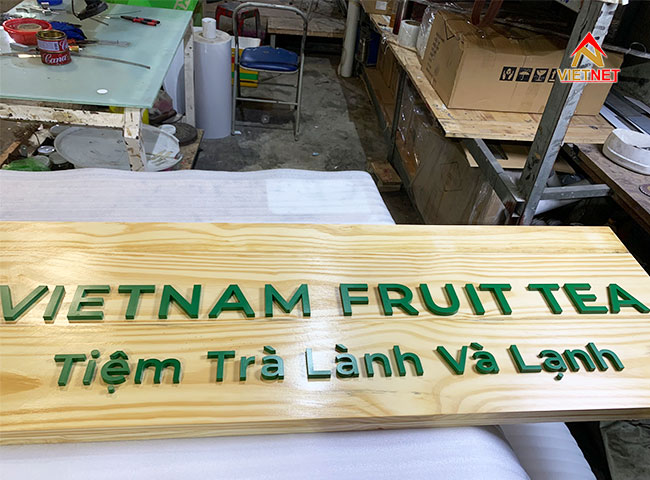 VIETNET
VIETNAM FRUIT TEA
Tiệm Trà Lành Và Lạnh